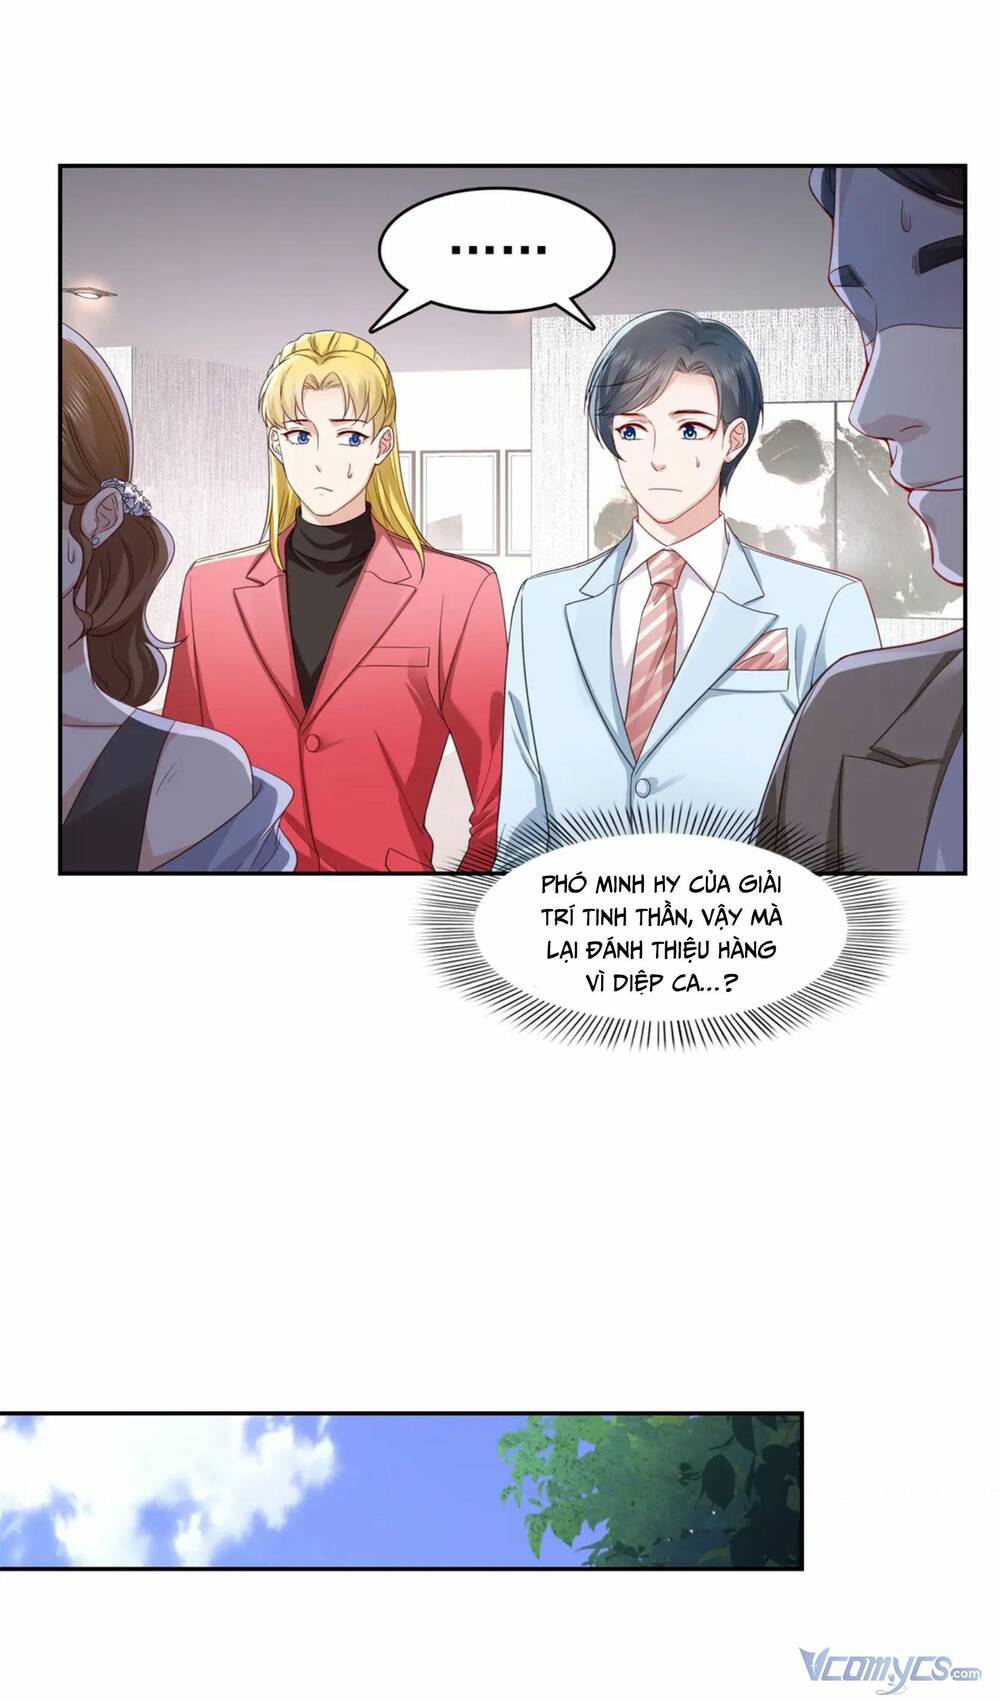 ......
PHÓ MINH HY CỦA GIẢI
TRÍ TINH THẦN, VẬY MÀ
LẠI ĐÁNH THIỆU HÀNG
VÌ DIỆP CA...?
VCOMYCS.com